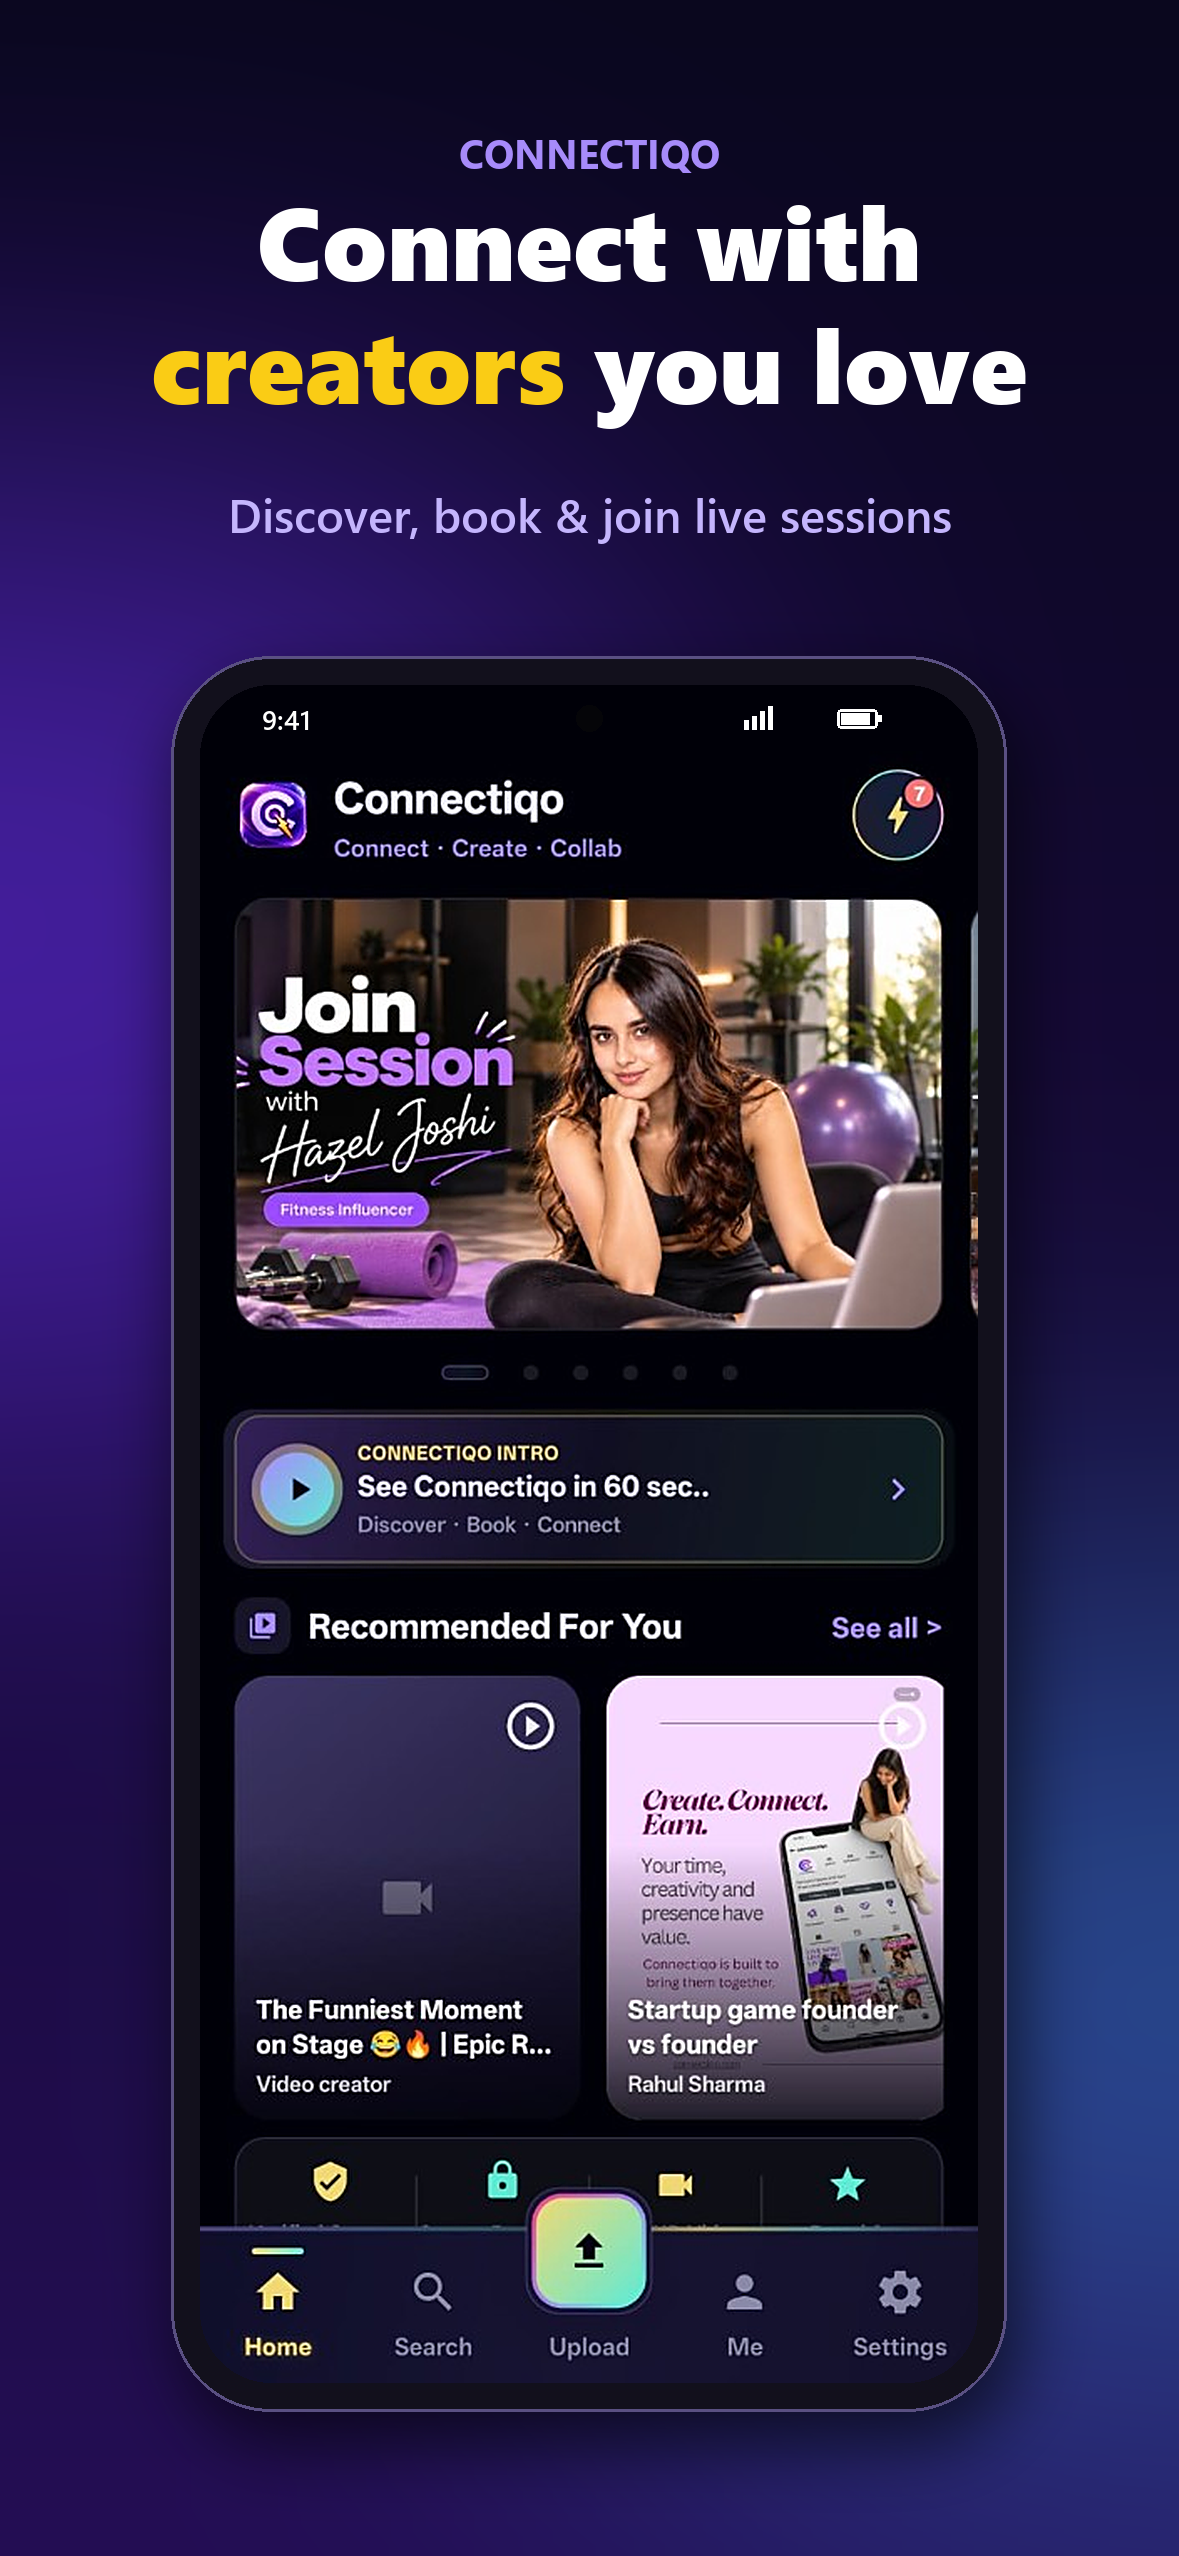 CONNECTIQO
Connect with
creators you love
Discover, book & join live sessions
9:41
Connectiqo
7
Connect · Create · Collab
Join
Session
with
Hazel Joshi
Fitness Influencer
CONNECTIQO INTRO
See Connectiqo in 60 sec..
Discover · Book · Connect
Recommended For You
See all >
Create. Connect.
Earn.
Your time,
creativity and
presence have
value.
Connectiqo is built to
bring them together.
The Funniest Moment
on Stage 😂🔥 | Epic R...
Video creator
Startup game founder
vs founder
Rahul Sharma
Home
Search
Upload
Me
Settings